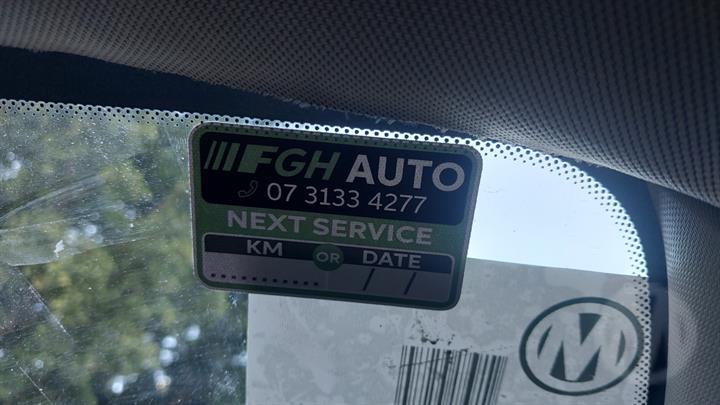 FGH AUTO
07 3133 4277
NEXT SERVICE
KM OR DATE
/ /
M